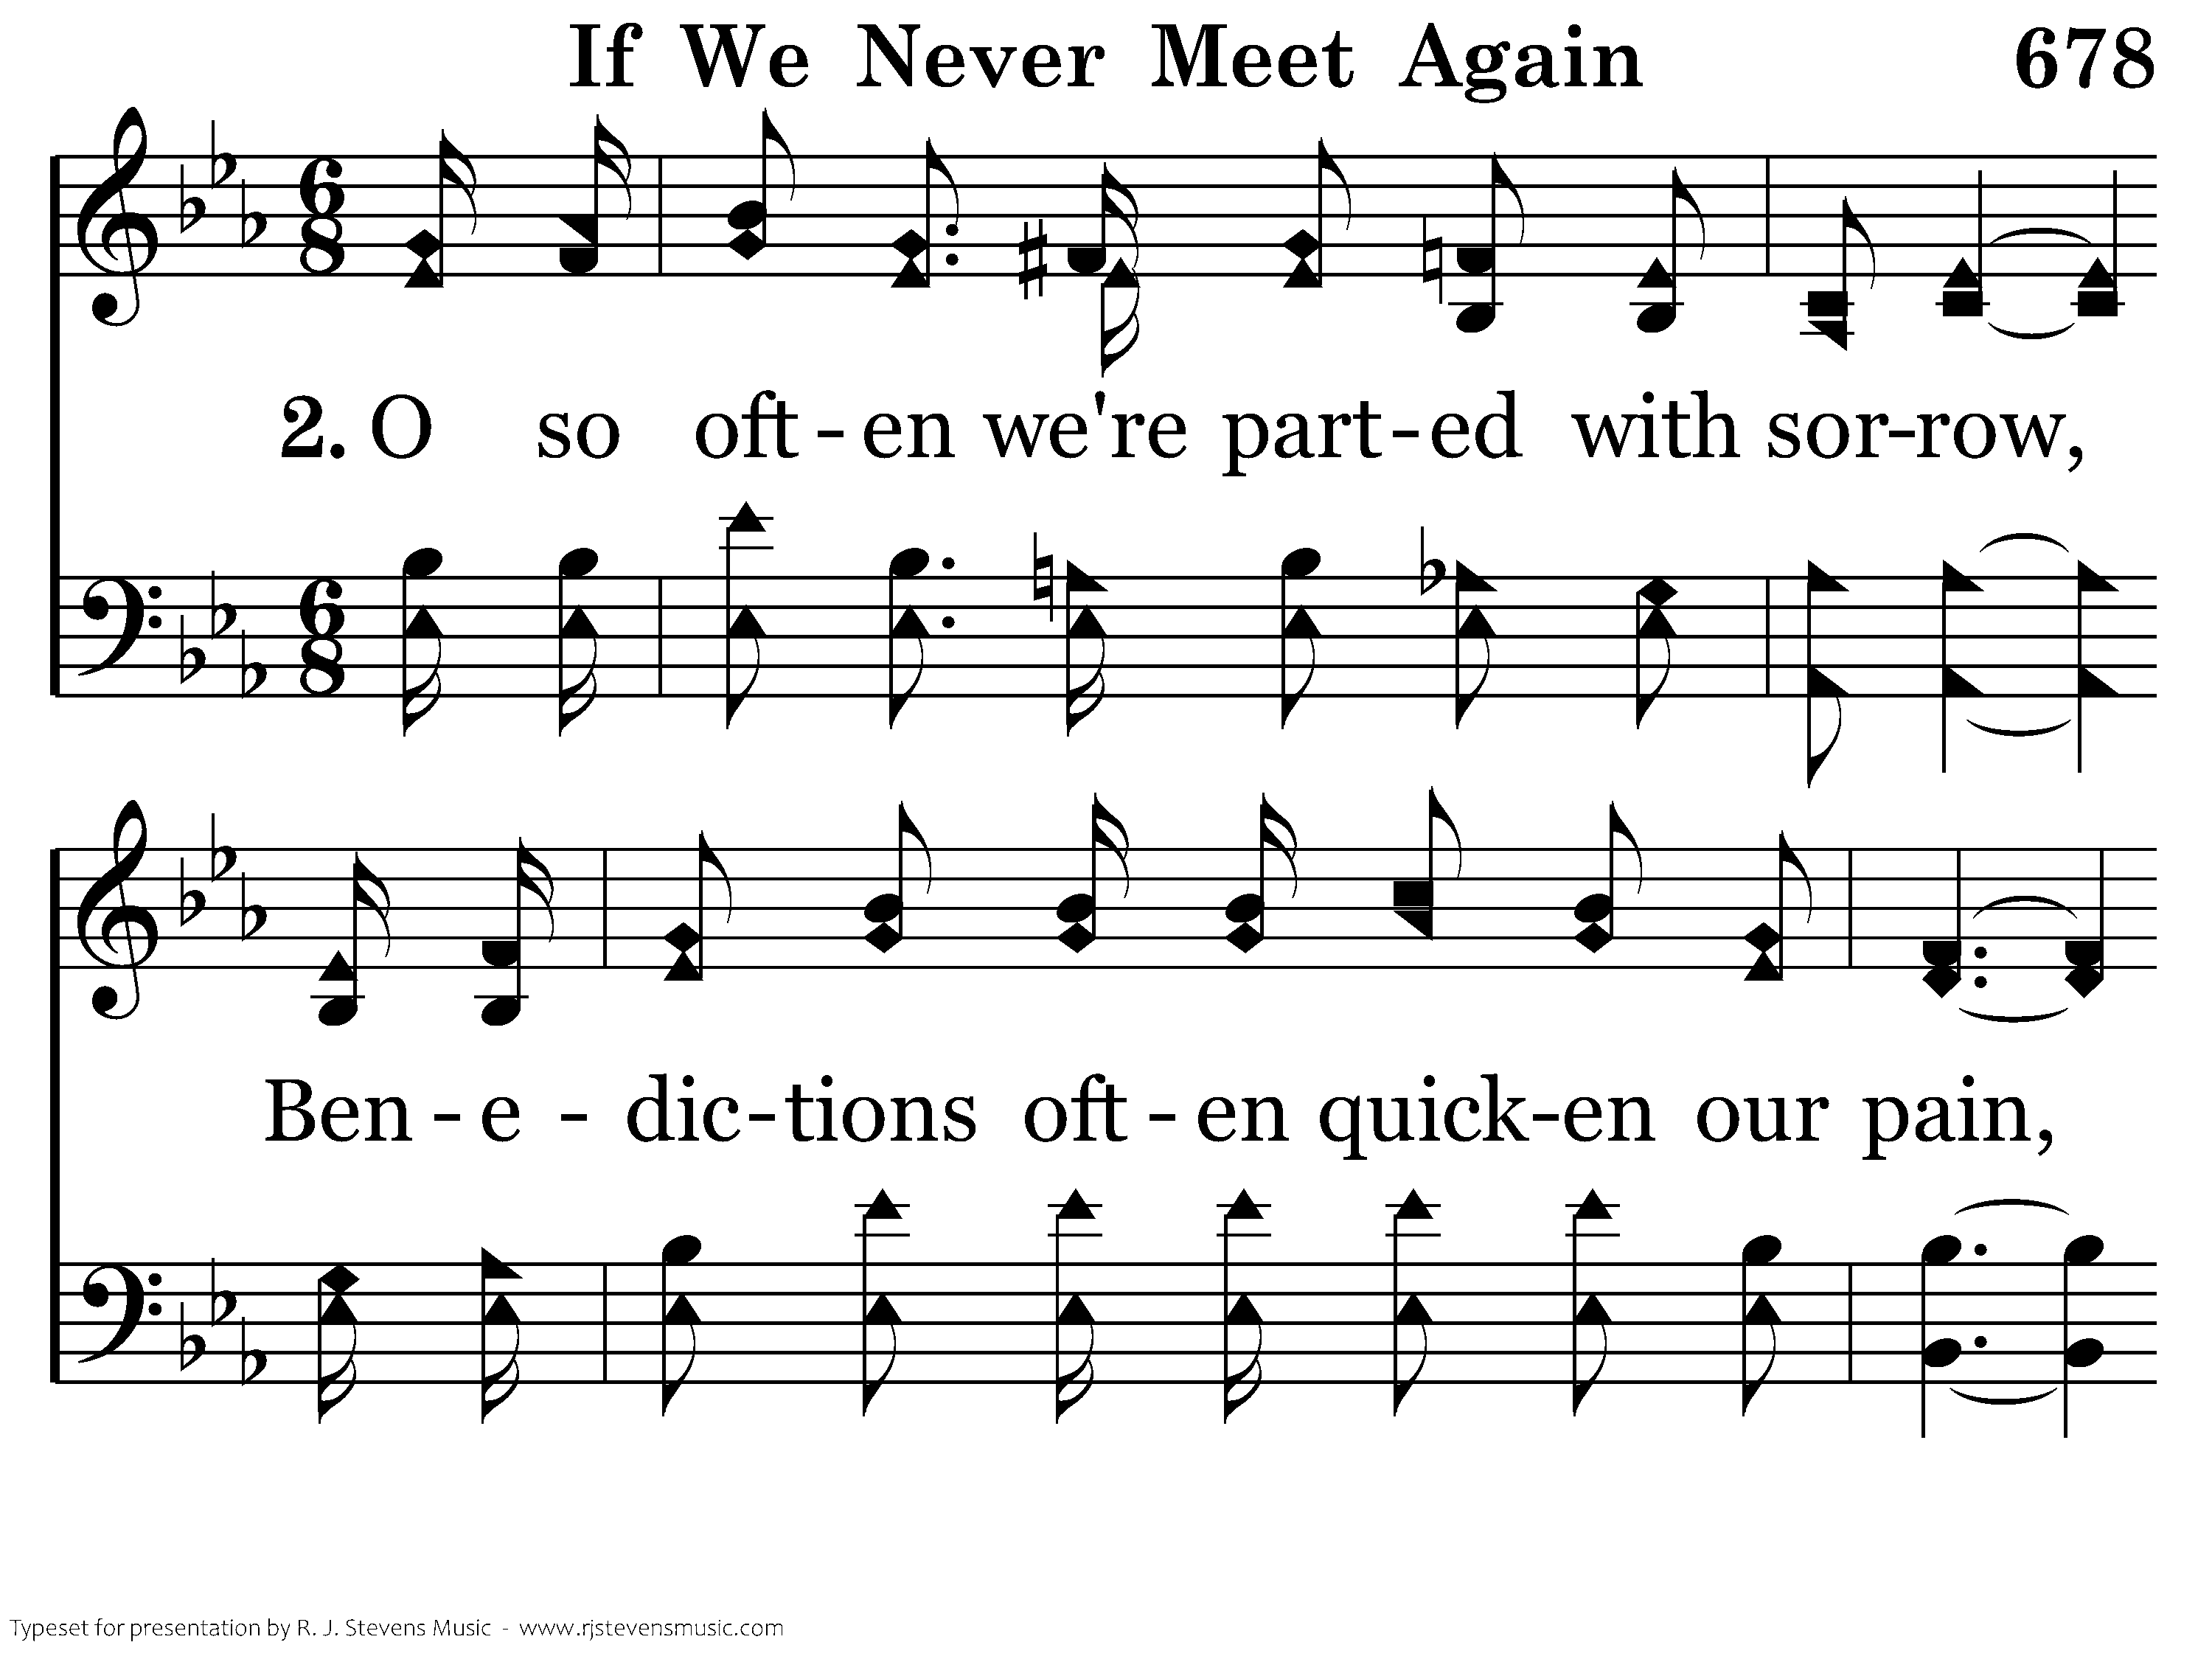 If We Never Meet Again 678
2. O so oft - en we're part - ed with sor-row,
Ben - e - dic-tions oft - en quick-en our pain,
Typeset for presentation by R. J. Stevens Music - www.rjstevensmusic.com